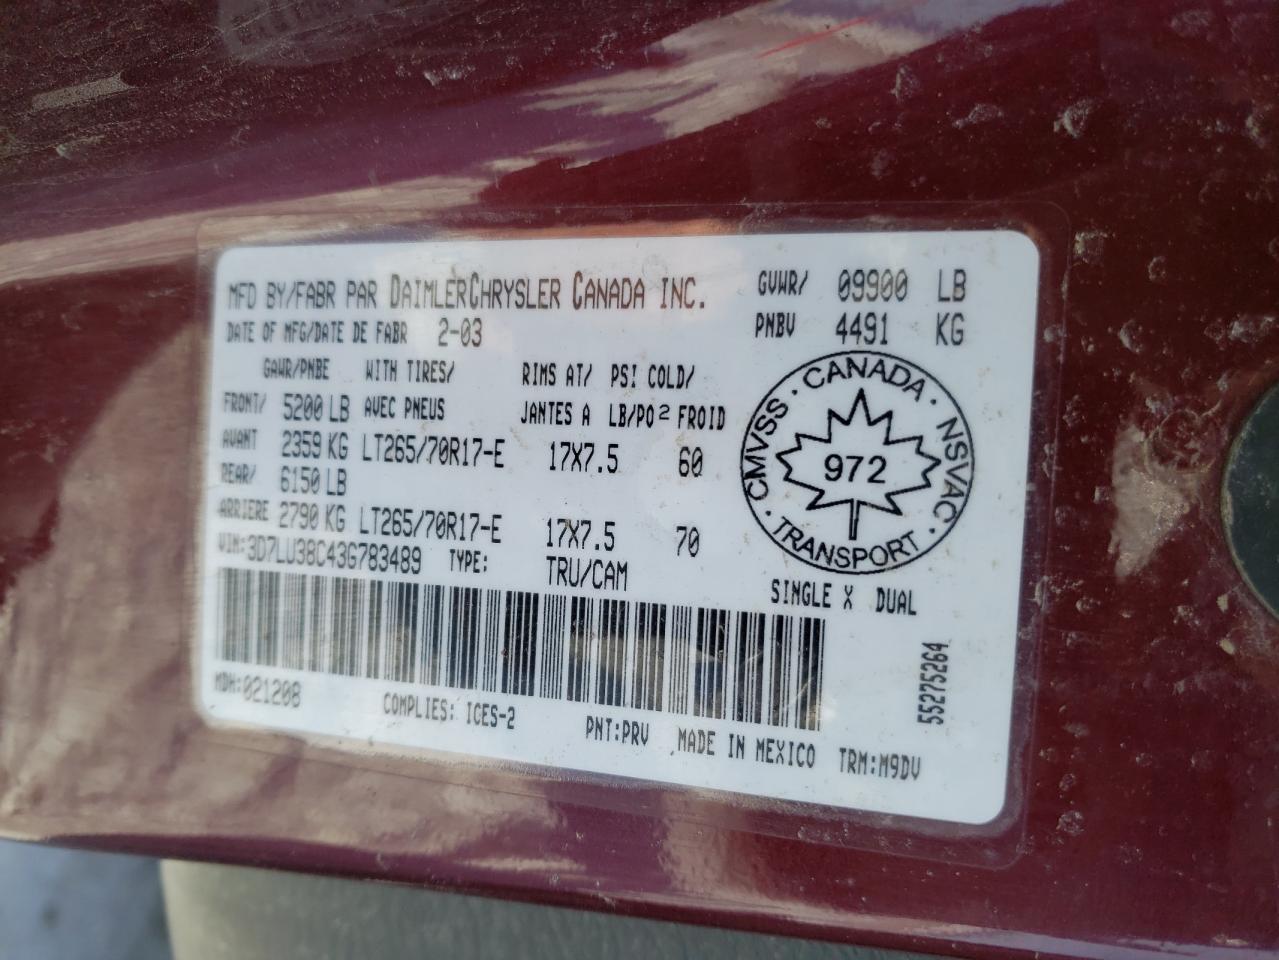 MFD BY/FABR PAR DAIMLERCHRYSLER CANADA INC. GVWR/ 09900 LB
DATE OF MFG/DATE DE FABR 2-03 PNBV 4491 KG
GAWR/PNBE WITH TIRES/ RIMS AT/ PSI COLD/
FRONT/ 5200 LB AVEC PNEUS JANTES A LB/PO² FROID
AVANT 2359 KG LT265/70R17-E 17X7.5 60
REAR/ 6150 LB
ARRIERE 2790 KG LT265/70R17-E 17X7.5 70
VIN:3D7LU38C43G783489 TYPE: TRU/CAM
CMVSS · CANADA · NSVAC · TRANSPORT ·
972
SINGLE X DUAL
55275264
MDH:021208 COMPLIES: ICES-2 PNT:PRV MADE IN MEXICO TRM:M9DV